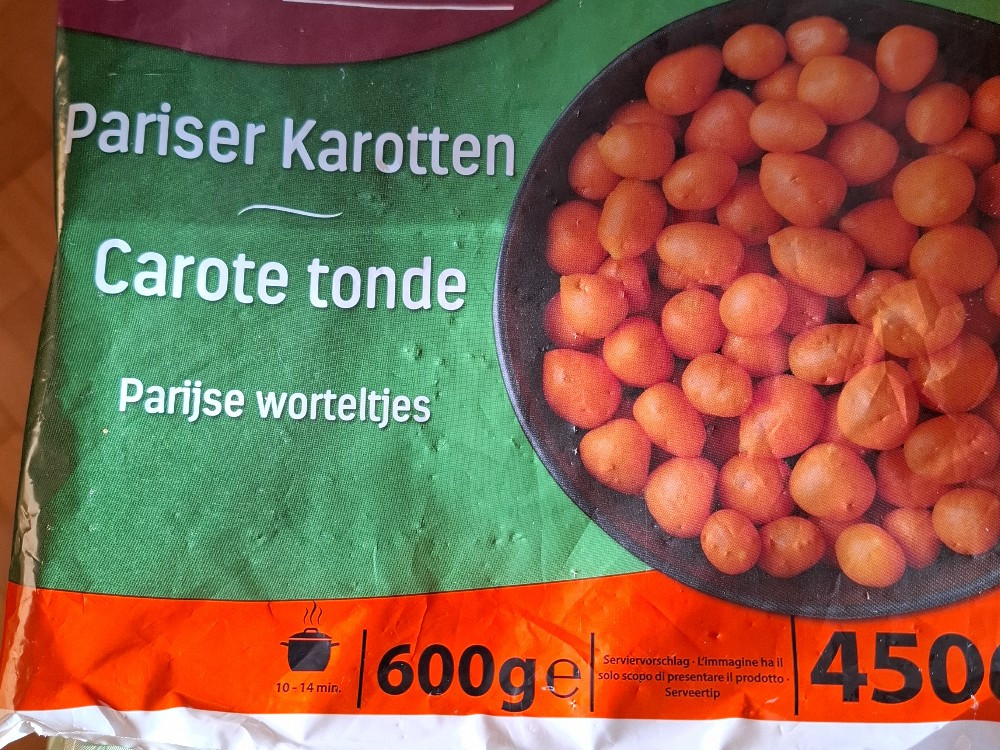 Pariser Karotten
Carote tonde
Parijse worteltjes
10 - 14 min.
600g e
Serviervorschlag · L'immagine ha il
solo scopo di presentare il prodotto ·
Serveertip